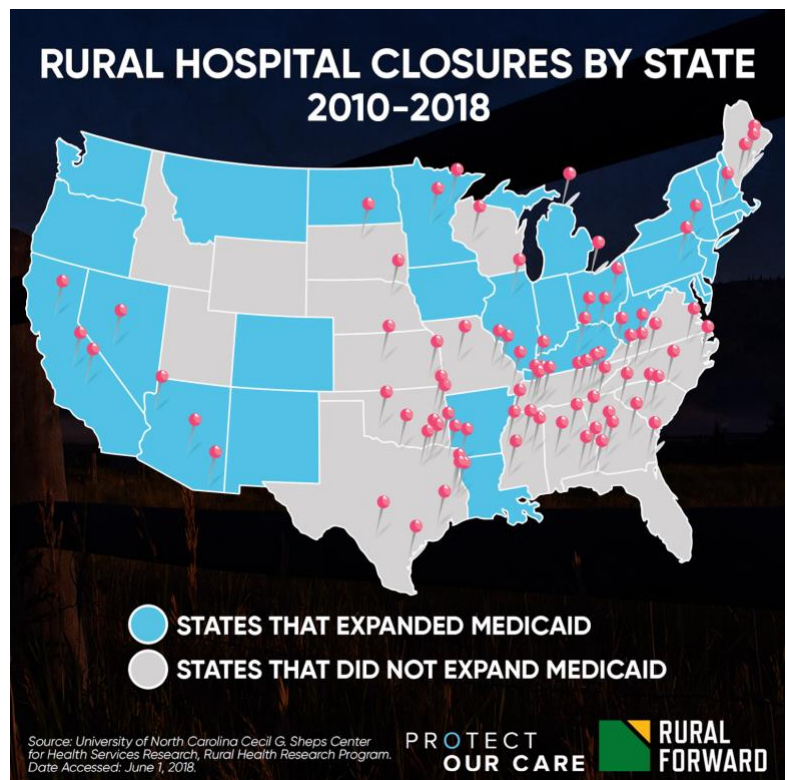 RURAL HOSPITAL CLOSURES BY STATE
2010-2018
STATES THAT EXPANDED MEDICAID
STATES THAT DID NOT EXPAND MEDICAID
Source: University of North Carolina Cecil G. Sheps Center
for Health Services Research, Rural Health Research Program.
Date Accessed: June 1, 2018.
PROTECT
OUR CARE
RURAL
FORWARD